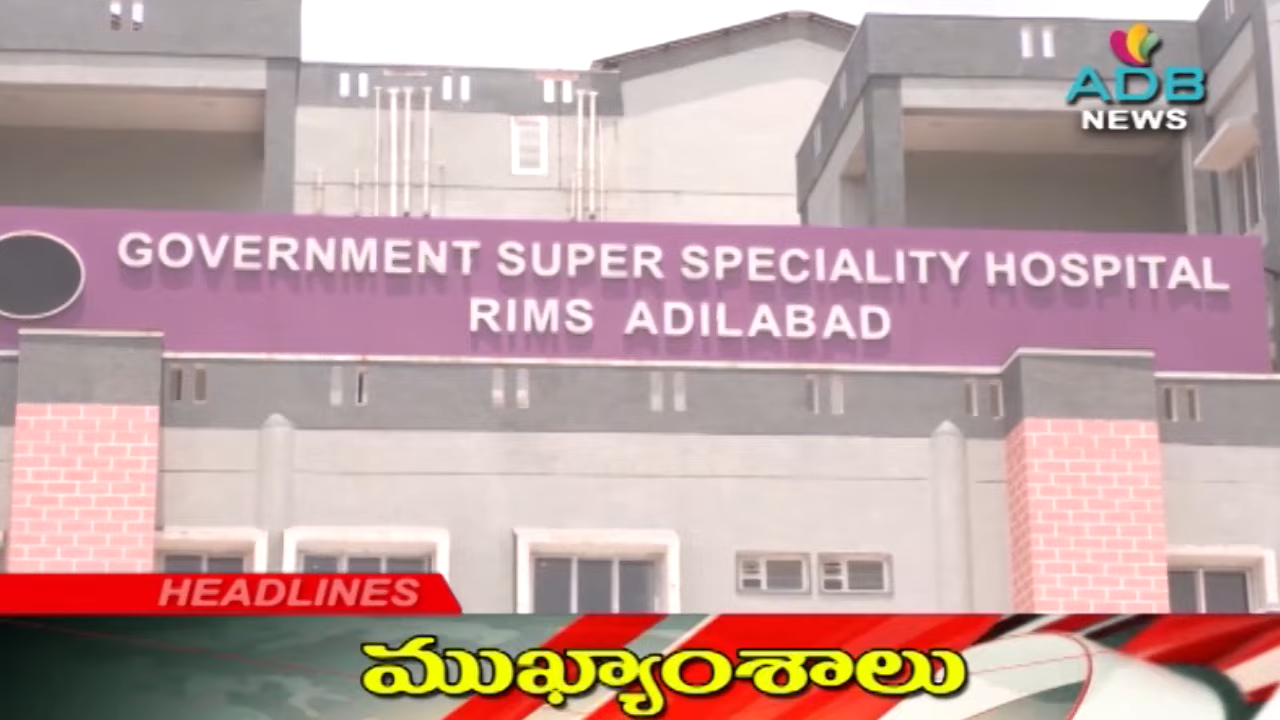 ADB
NEWS
GOVERNMENT SUPER SPECIALITY HOSPITAL
RIMS ADILABAD
HEADLINES
ముఖ్యాంశాలు